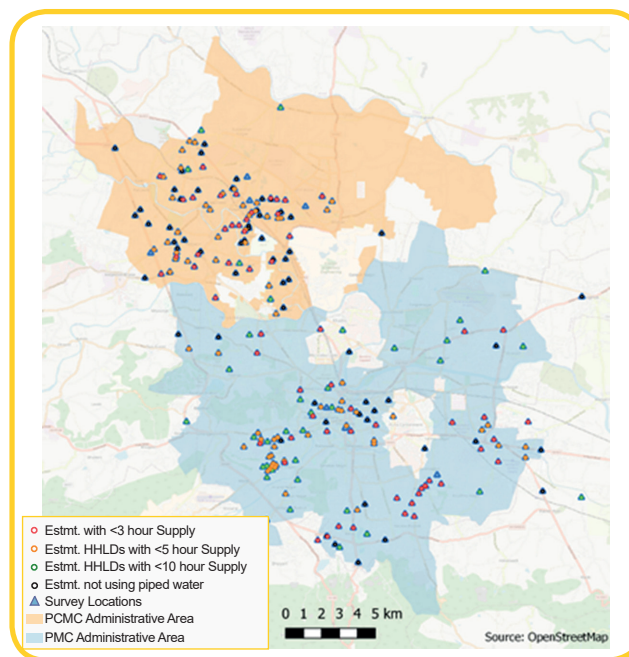 Estmt. with <3 hour Supply
Estmt. HHLDs with <5 hour Supply
Estmt. HHLDs with <10 hour Supply
Estmt. not using piped water
Survey Locations
PCMC Administrative Area
PMC Administrative Area
0 1 2 3 4 5 km
Source: OpenStreetMap